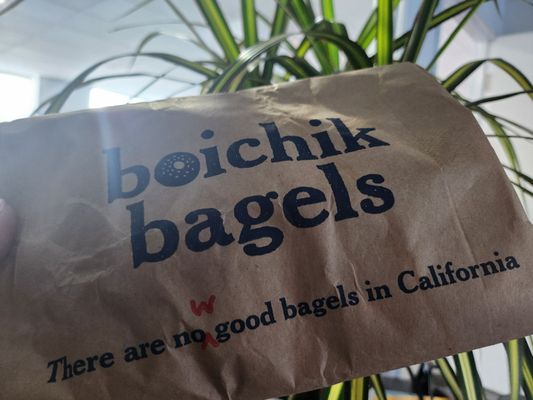 boichik
bagels
There are now good bagels in California